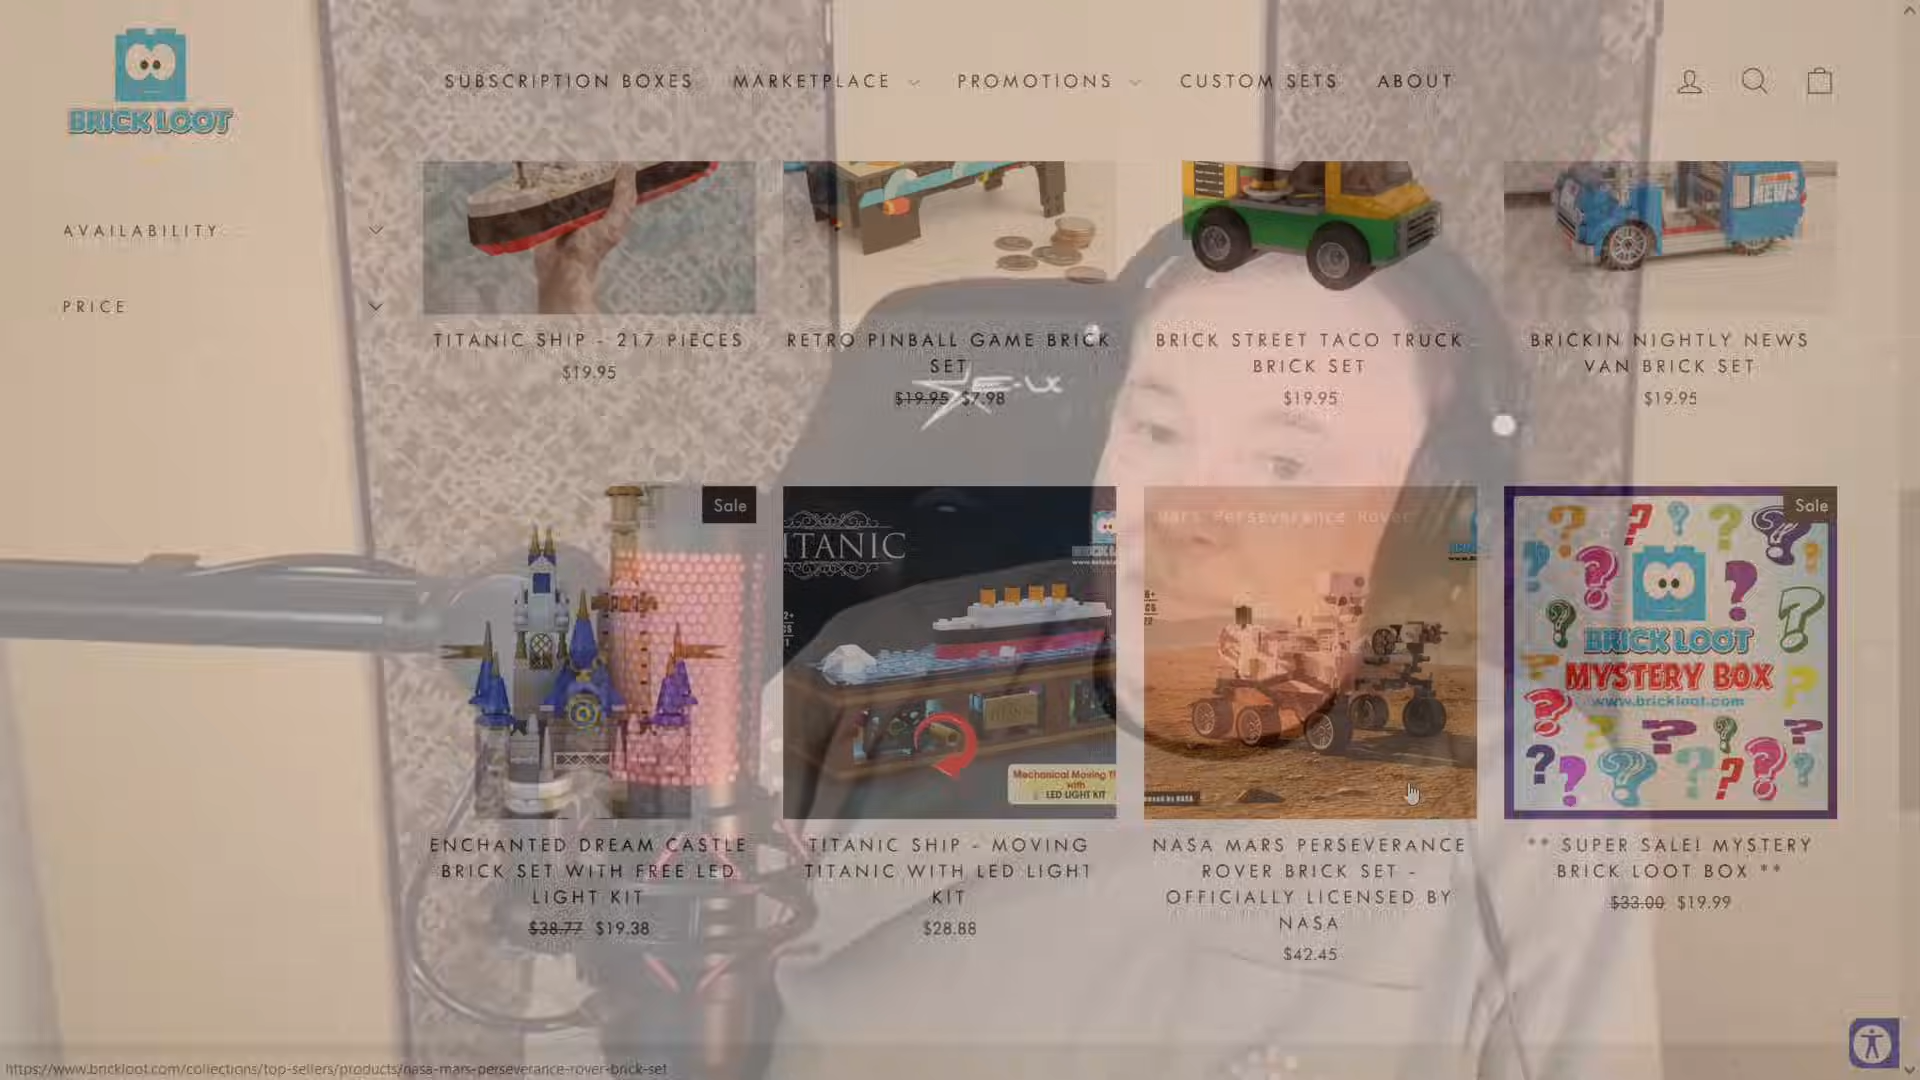 SUBSCRIPTION BOXES MARKETPLACE PROMOTIONS CUSTOM SETS ABOUT
BRICK LOOT
AVAILABILITY
PRICE
NEWS
TITANIC SHIP - 217 PIECES
$19.95
RETRO PINBALL GAME BRICK
SET
$19.95 $7.98
BRICK STREET TACO TRUCK
BRICK SET
$19.95
BRICKIN NIGHTLY NEWS
VAN BRICK SET
$19.95
Sale
ITANIC
TITANIC
Mechanical Moving
with
LED LIGHT KIT
Mars Perseverance Rover
Sale
BRICK LOOT
MYSTERY BOX
www.brickloot.com
ENCHANTED DREAM CASTLE
BRICK SET WITH FREE LED
LIGHT KIT
$38.77 $19.38
TITANIC SHIP - MOVING
TITANIC WITH LED LIGHT
KIT
$28.88
NASA MARS PERSEVERANCE
ROVER BRICK SET -
OFFICIALLY LICENSED BY
NASA
$42.45
** SUPER SALE! MYSTERY
BRICK LOOT BOX **
$33.00 $19.99
https://www.brickloot.com/collections/top-sellers/products/nasa-mars-perseverance-rover-brick-set